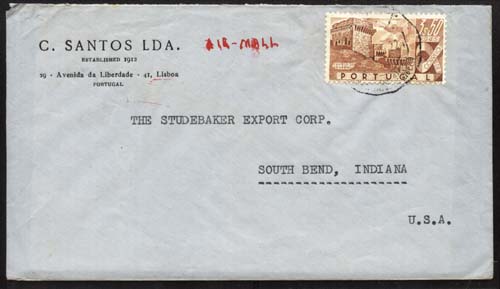 C. SANTOS LDA.
ESTABLISHED 1912
29 - Avenida da Liberdade - 41, Lisboa
PORTUGAL
AIR-MAIL
PORTUGAL
THE STUDEBAKER EXPORT CORP.
SOUTH BEND, INDIANA
U.S.A.